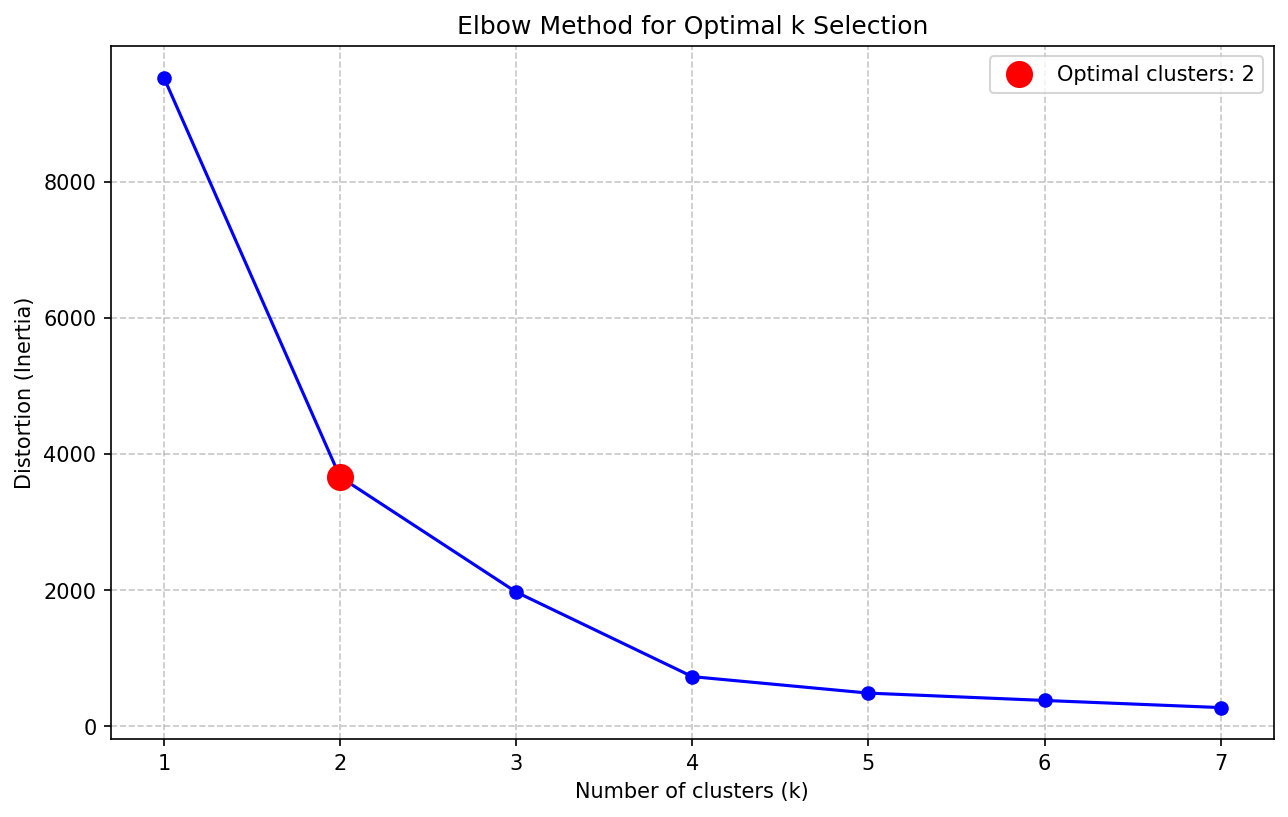 Elbow Method for Optimal k Selection
Optimal clusters: 2
Distortion (Inertia)
8000
6000
4000
2000
0
1 2 3 4 5 6 7
Number of clusters (k)